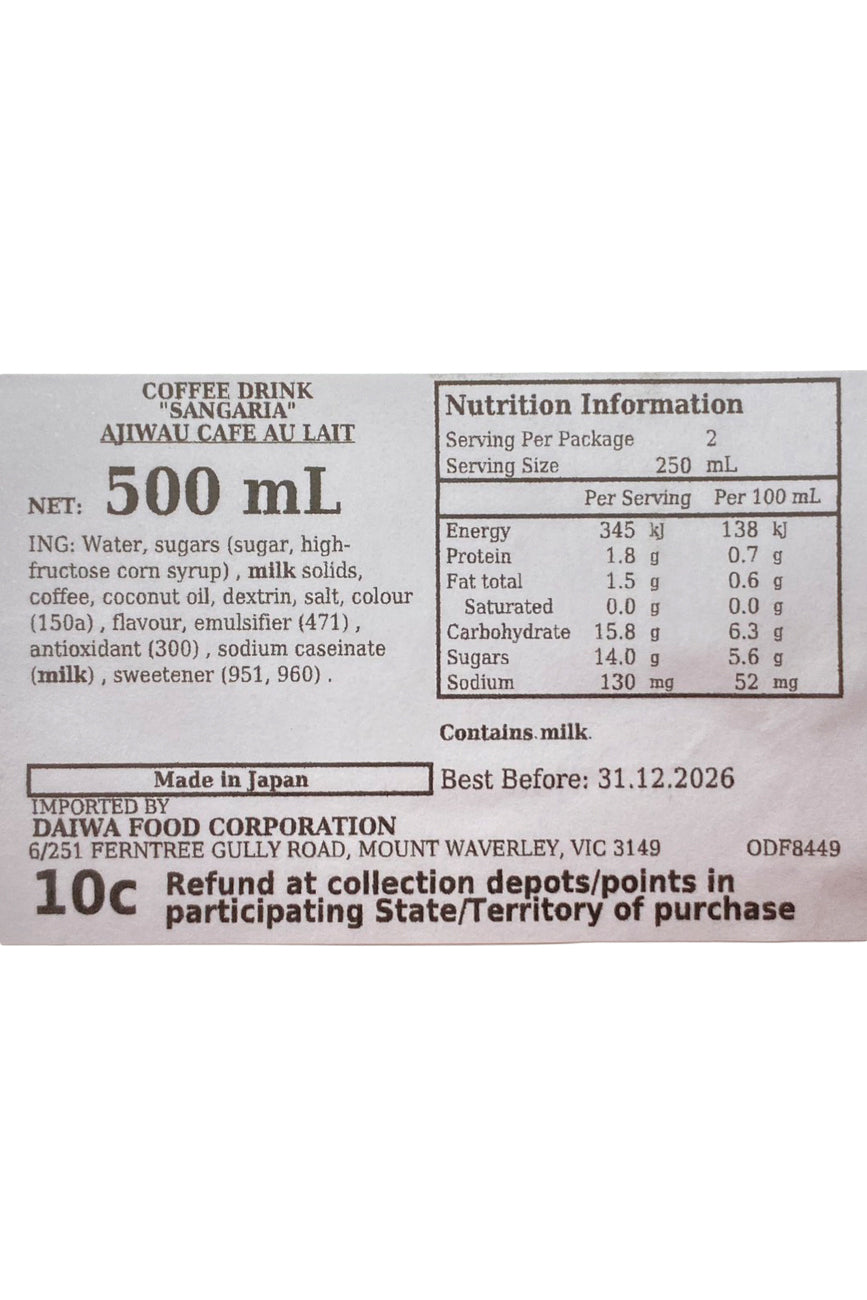 COFFEE DRINK
"SANGARIA"
AJIWAU CAFE AU LAIT
NET: 500 mL
ING: Water, sugars (sugar, high-
fructose corn syrup) , milk solids,
coffee, coconut oil, dextrin, salt, colour
(150a) , flavour, emulsifier (471) ,
antioxidant (300) , sodium caseinate
(milk) , sweetener (951, 960) .
Nutrition Information
Serving Per Package 2
Serving Size 250 mL
Per Serving Per 100 mL
Energy 345 kJ 138 kJ
Protein 1.8 g 0.7 g
Fat total 1.5 g 0.6 g
Saturated 0.0 g 0.0 g
Carbohydrate 15.8 g 6.3 g
Sugars 14.0 g 5.6 g
Sodium 130 mg 52 mg
Contains milk.
Made in Japan
Best Before: 31.12.2026
IMPORTED BY
DAIWA FOOD CORPORATION
6/251 FERNTREE GULLY ROAD, MOUNT WAVERLEY, VIC 3149 ODF8449
10c Refund at collection depots/points in
participating State/Territory of purchase